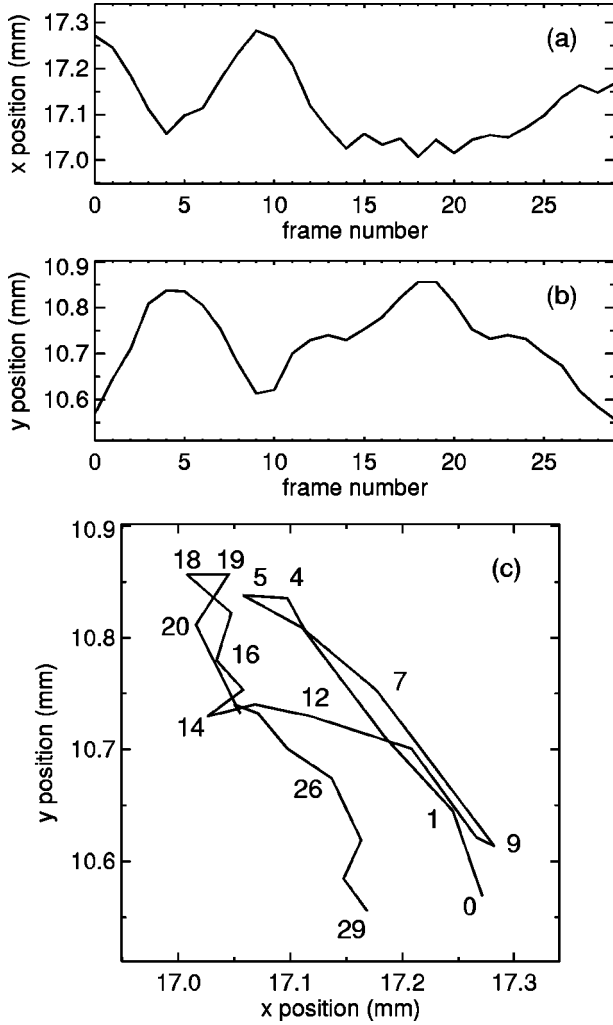 17.3
17.2
17.1
17.0
x position (mm)
(a)
0 5 10 15 20 25
frame number
10.9
10.8
10.7
10.6
y position (mm)
(b)
0 5 10 15 20 25
frame number
10.9
10.8
10.7
10.6
y position (mm)
(c)
18 19 5 4
20
16
7
12
14
26
1
9
0
29
17.0 17.1 17.2 17.3
x position (mm)